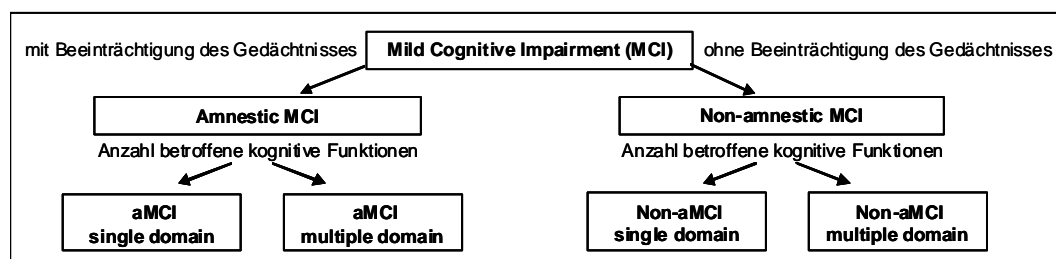 mit Beeinträchtigung des Gedächtnisses Mild Cognitive Impairment (MCI) ohne Beeinträchtigung des Gedächtnisses
Amnestic MCI Non-amnestic MCI
Anzahl betroffene kognitive Funktionen Anzahl betroffene kognitive Funktionen
aMCI aMCI Non-aMCI Non-aMCI
single domain multiple domain single domain multiple domain